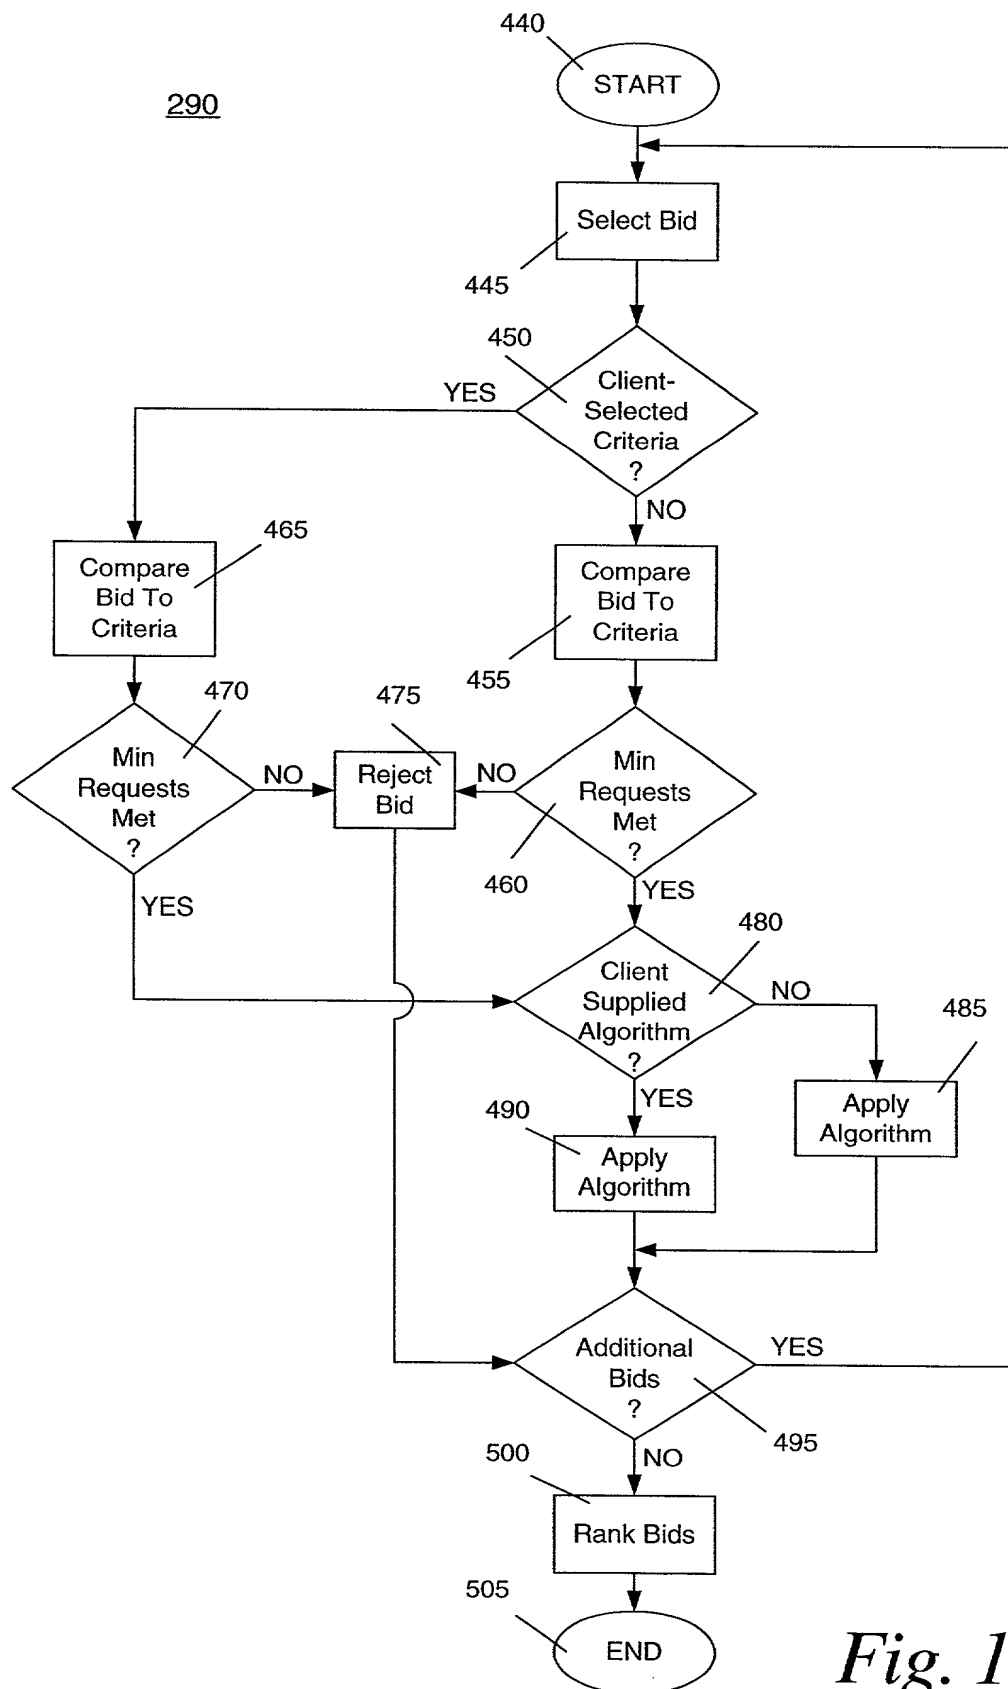 440
START
290
Select Bid
445
450
Client-
Selected
Criteria
?
YES
NO
465
Compare
Bid To
Criteria
Compare
Bid To
Criteria
455
470
475
Min
Requests
Met
?
NO
Reject
Bid
NO
Min
Requests
Met
?
460
YES
YES
480
Client
Supplied
Algorithm
?
NO
485
Apply
Algorithm
YES
490
Apply
Algorithm
Additional
Bids
?
YES
495
NO
500
Rank Bids
505
END
Fig. 1